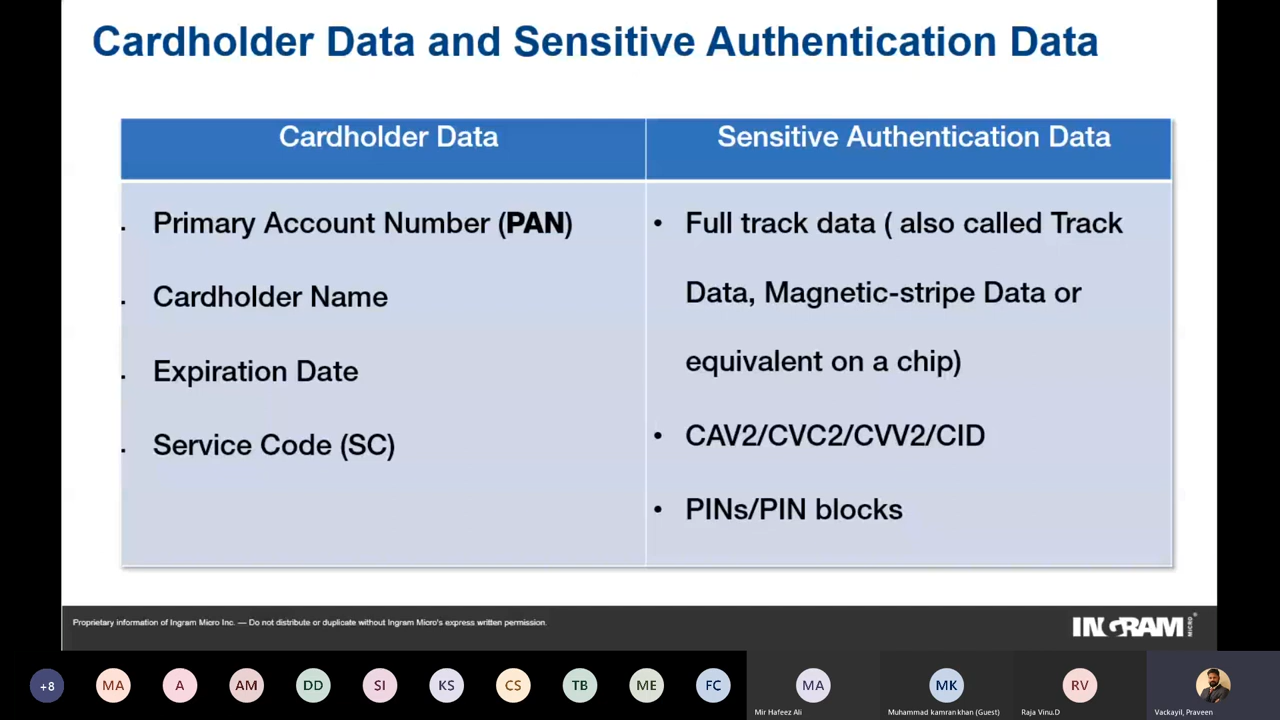 Cardholder Data and Sensitive Authentication Data
Cardholder Data
Sensitive Authentication Data
Primary Account Number (PAN)
Cardholder Name
Expiration Date
Service Code (SC)
• Full track data ( also called Track
Data, Magnetic-stripe Data or
equivalent on a chip)
• CAV2/CVC2/CVV2/CID
• PINs/PIN blocks
Proprietary information of Ingram Micro Inc. — Do not distribute or duplicate without Ingram Micro's express written permission.
INGRAM MICRO
+8
MA
A
AM
DD
SI
KS
CS
TB
ME
FC
MA
Mir Hafeez Ali
MK
Muhammad kamran khan (Guest)
RV
Raja Vinu.D
Vackayil, Praveen